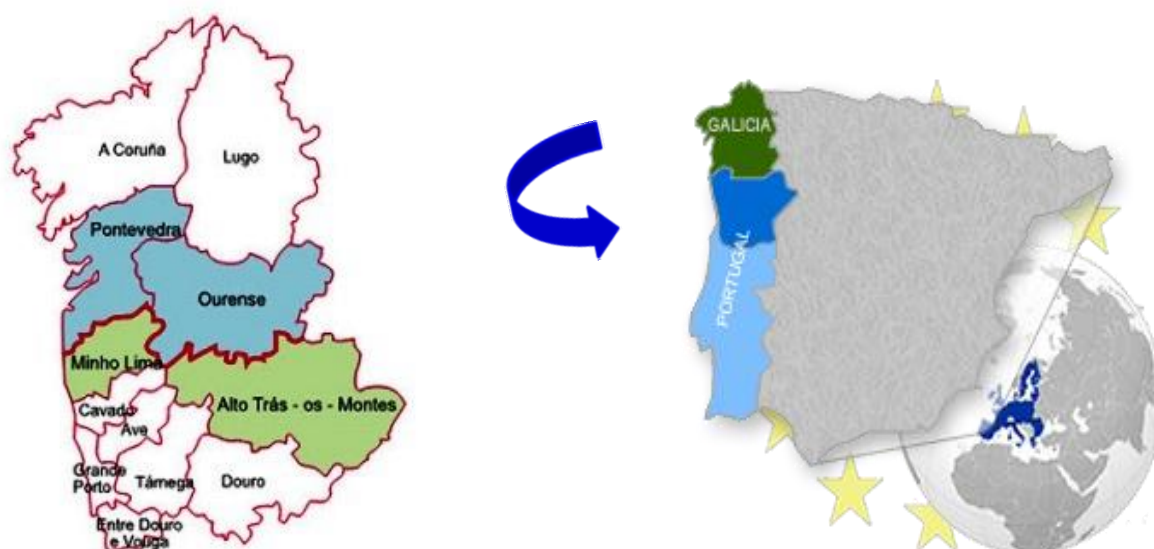 A Coruña
Lugo
Pontevedra
Ourense
Minho Lima
Alto Trás - os - Montes
Cavado
Ave
Grande
Porto
Támega
Douro
Entre Douro
e Vouga
GALICIA
PORTUGAL